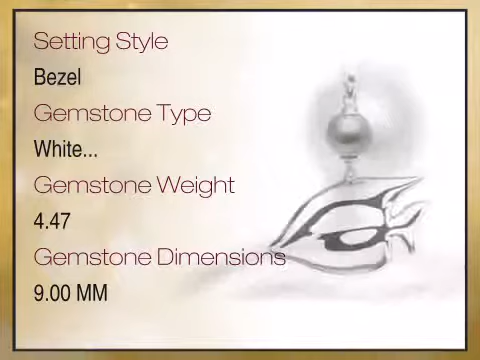 Setting Style
Bezel
Gemstone Type
White...
Gemstone Weight
4.47
Gemstone Dimensions
9.00 MM